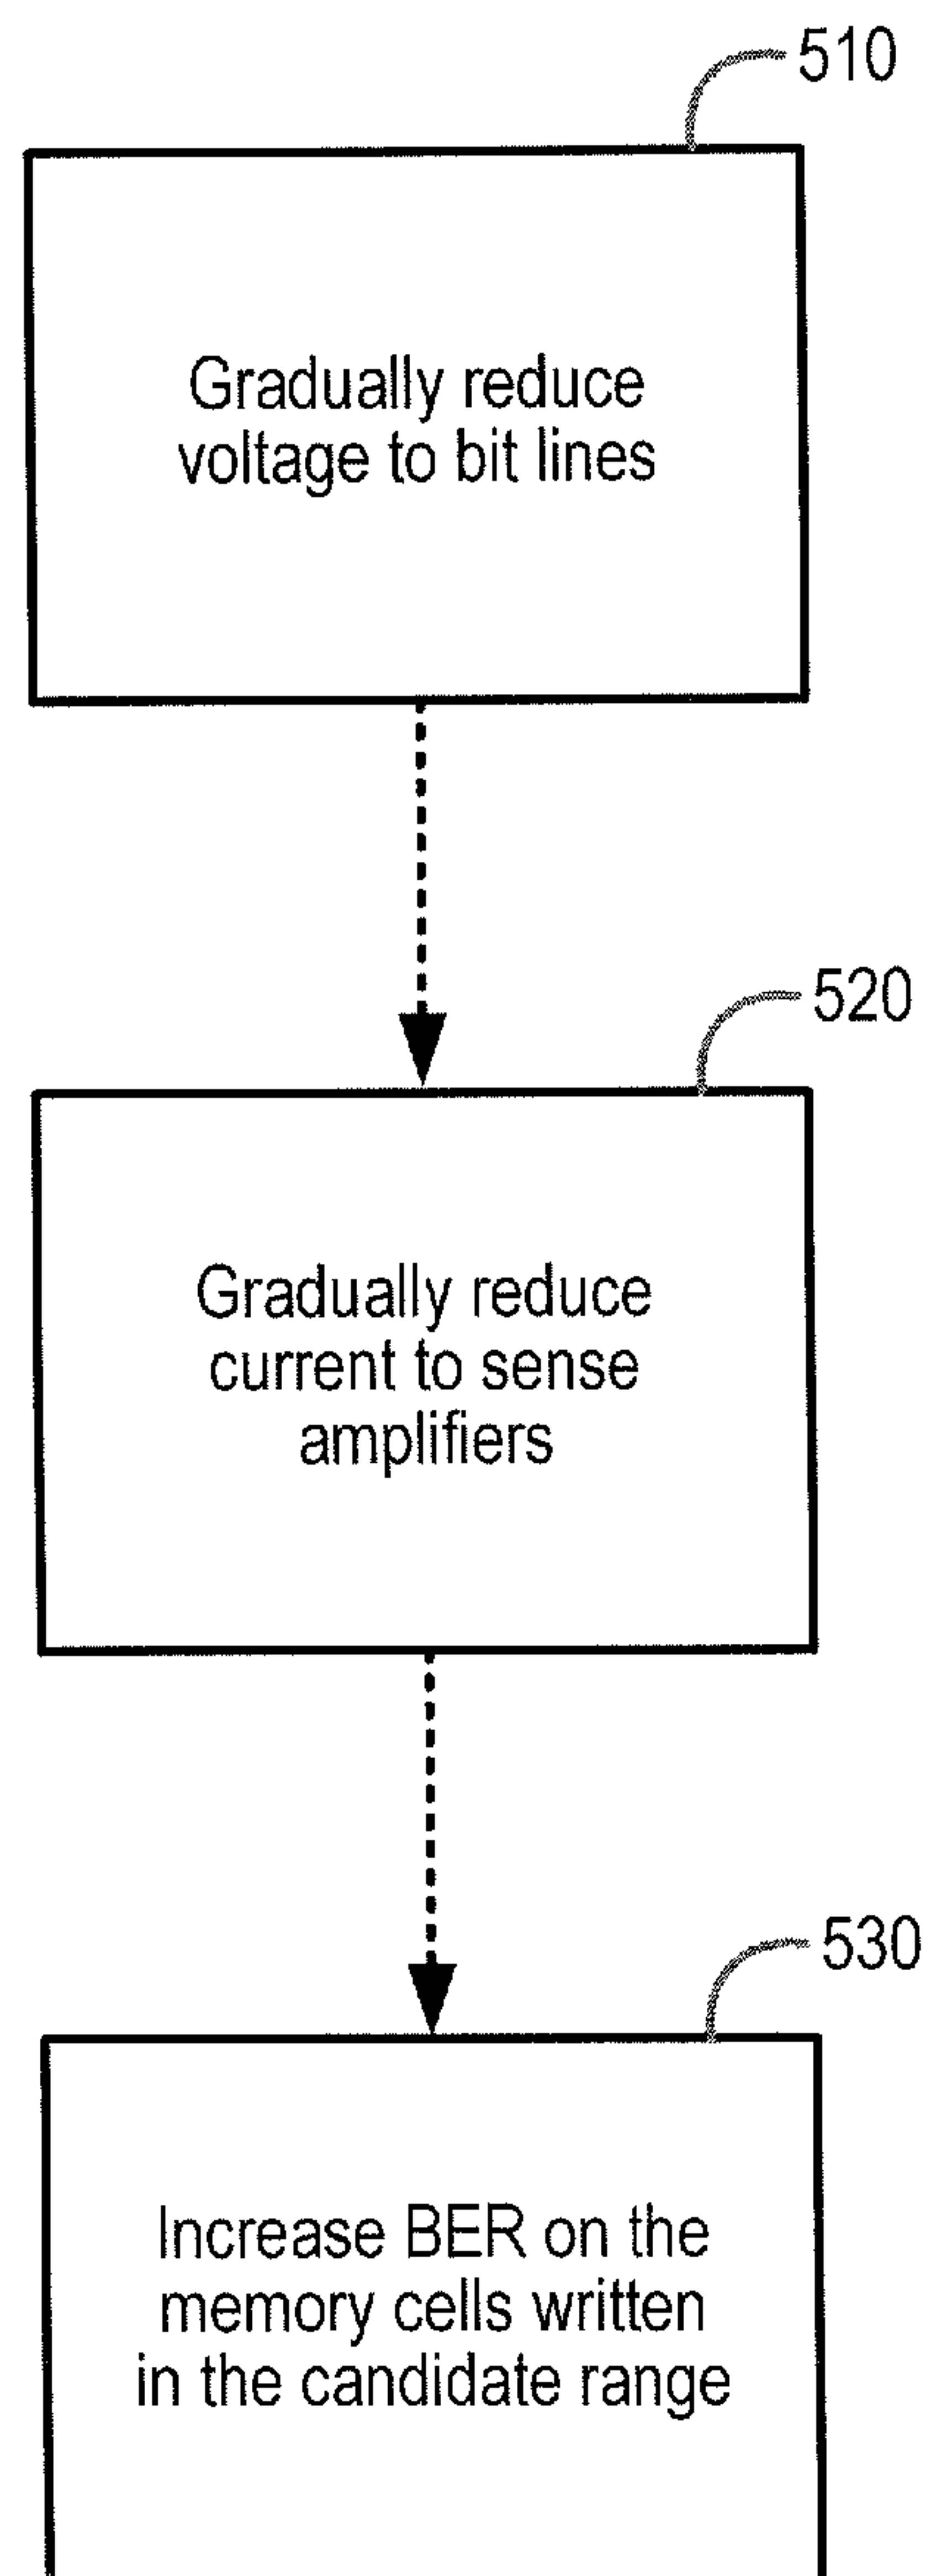 510
Gradually reduce
voltage to bit lines
520
Gradually reduce
current to sense
amplifiers
530
Increase BER on the
memory cells written
in the candidate range